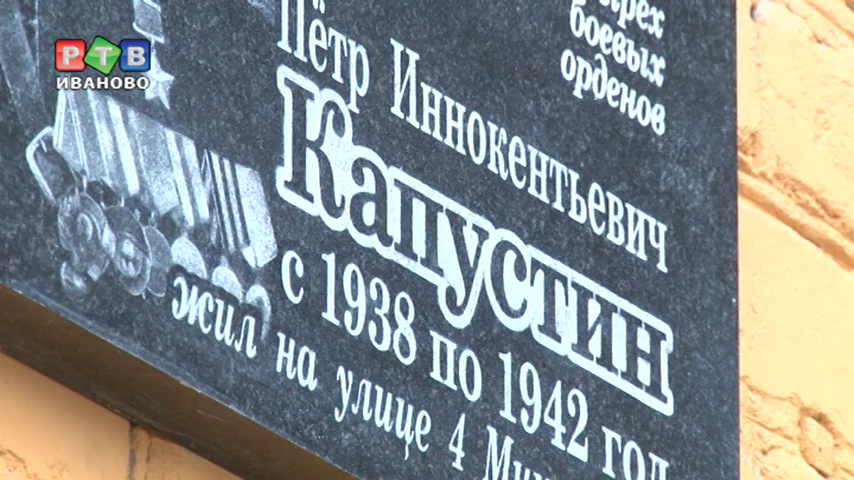 РТВ
ИВАНОВО
боевых
орденов
Пётр Иннокентьевич
Капустин
с 1938 по 1942 год
жил на улице 4